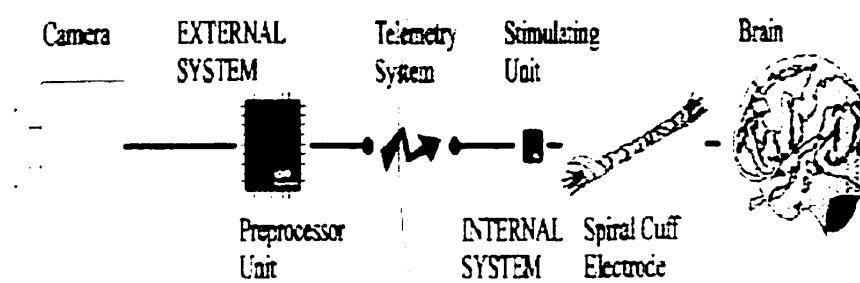 Camera
EXTERNAL
SYSTEM
Telemetry
System
Stimulating
Unit
Brain
Preprocessor
Unit
INTERNAL
SYSTEM
Spiral Cuff
Electrode